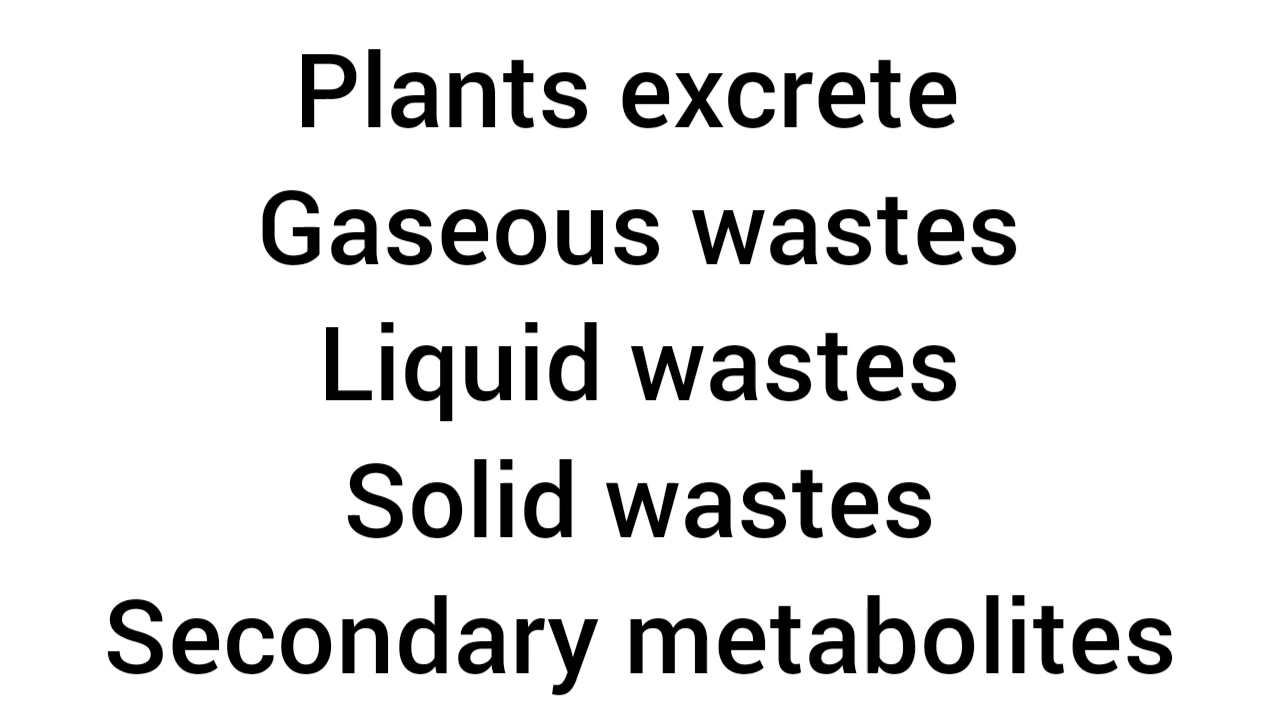 Plants excrete
Gaseous wastes
Liquid wastes
Solid wastes
Secondary metabolites